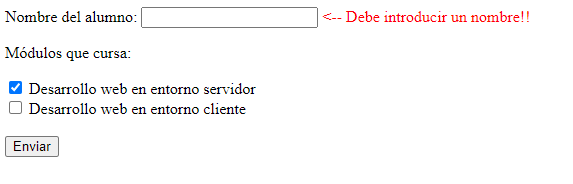 Nombre del alumno: <-- Debe introducir un nombre!!
Módulos que cursa:
Desarrollo web en entorno servidor
Desarrollo web en entorno cliente
Enviar